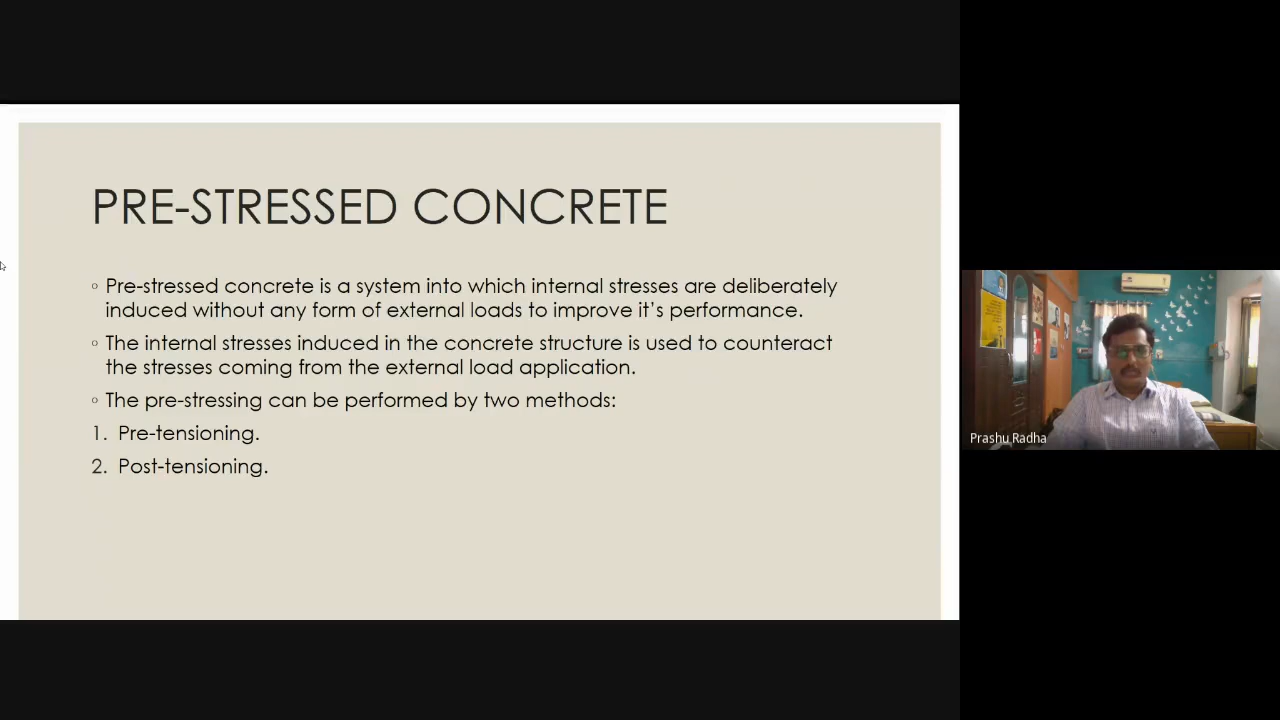 PRE-STRESSED CONCRETE
◦ Pre-stressed concrete is a system into which internal stresses are deliberately
induced without any form of external loads to improve it’s performance.
◦ The internal stresses induced in the concrete structure is used to counteract
the stresses coming from the external load application.
◦ The pre-stressing can be performed by two methods:
1. Pre-tensioning.
2. Post-tensioning.
Prashu Radha